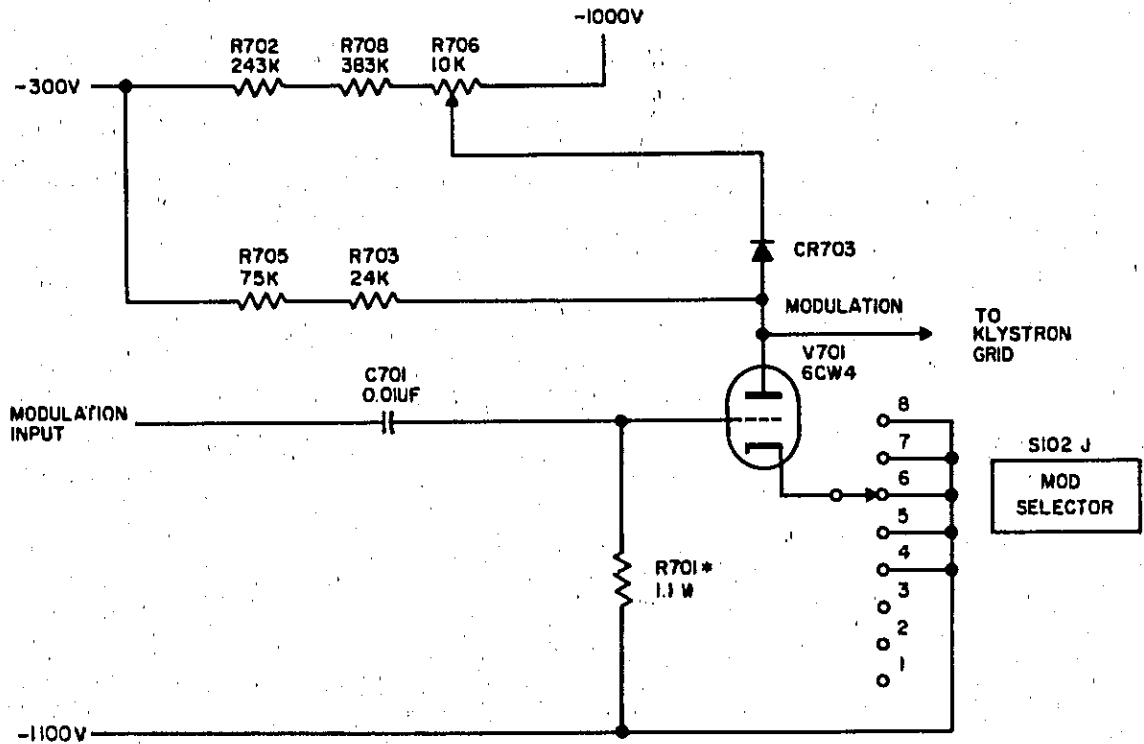 -1000V
R702
243K
R708
383K
R706
10K
-300V
CR703
R705
75K
R703
24K
MODULATION
TO
KLYSTRON
GRID
V701
6CW4
C701
0.01UF
MODULATION
INPUT
8
7
6
5
4
3
2
1
S102 J
MOD
SELECTOR
R701*
1.1 M
-1100V